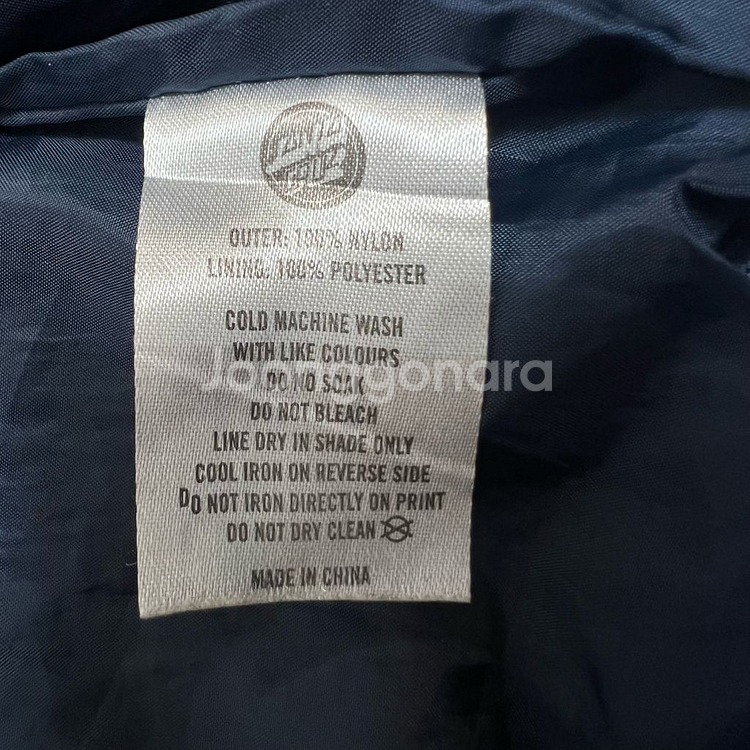 SANTA
CRUZ
OUTER: 100% NYLON
LINING: 100% POLYESTER
COLD MACHINE WASH
WITH LIKE COLOURS
DO NO SOAK
DO NOT BLEACH
LINE DRY IN SHADE ONLY
COOL IRON ON REVERSE SIDE
DO NOT IRON DIRECTLY ON PRINT
DO NOT DRY CLEAN
MADE IN CHINA